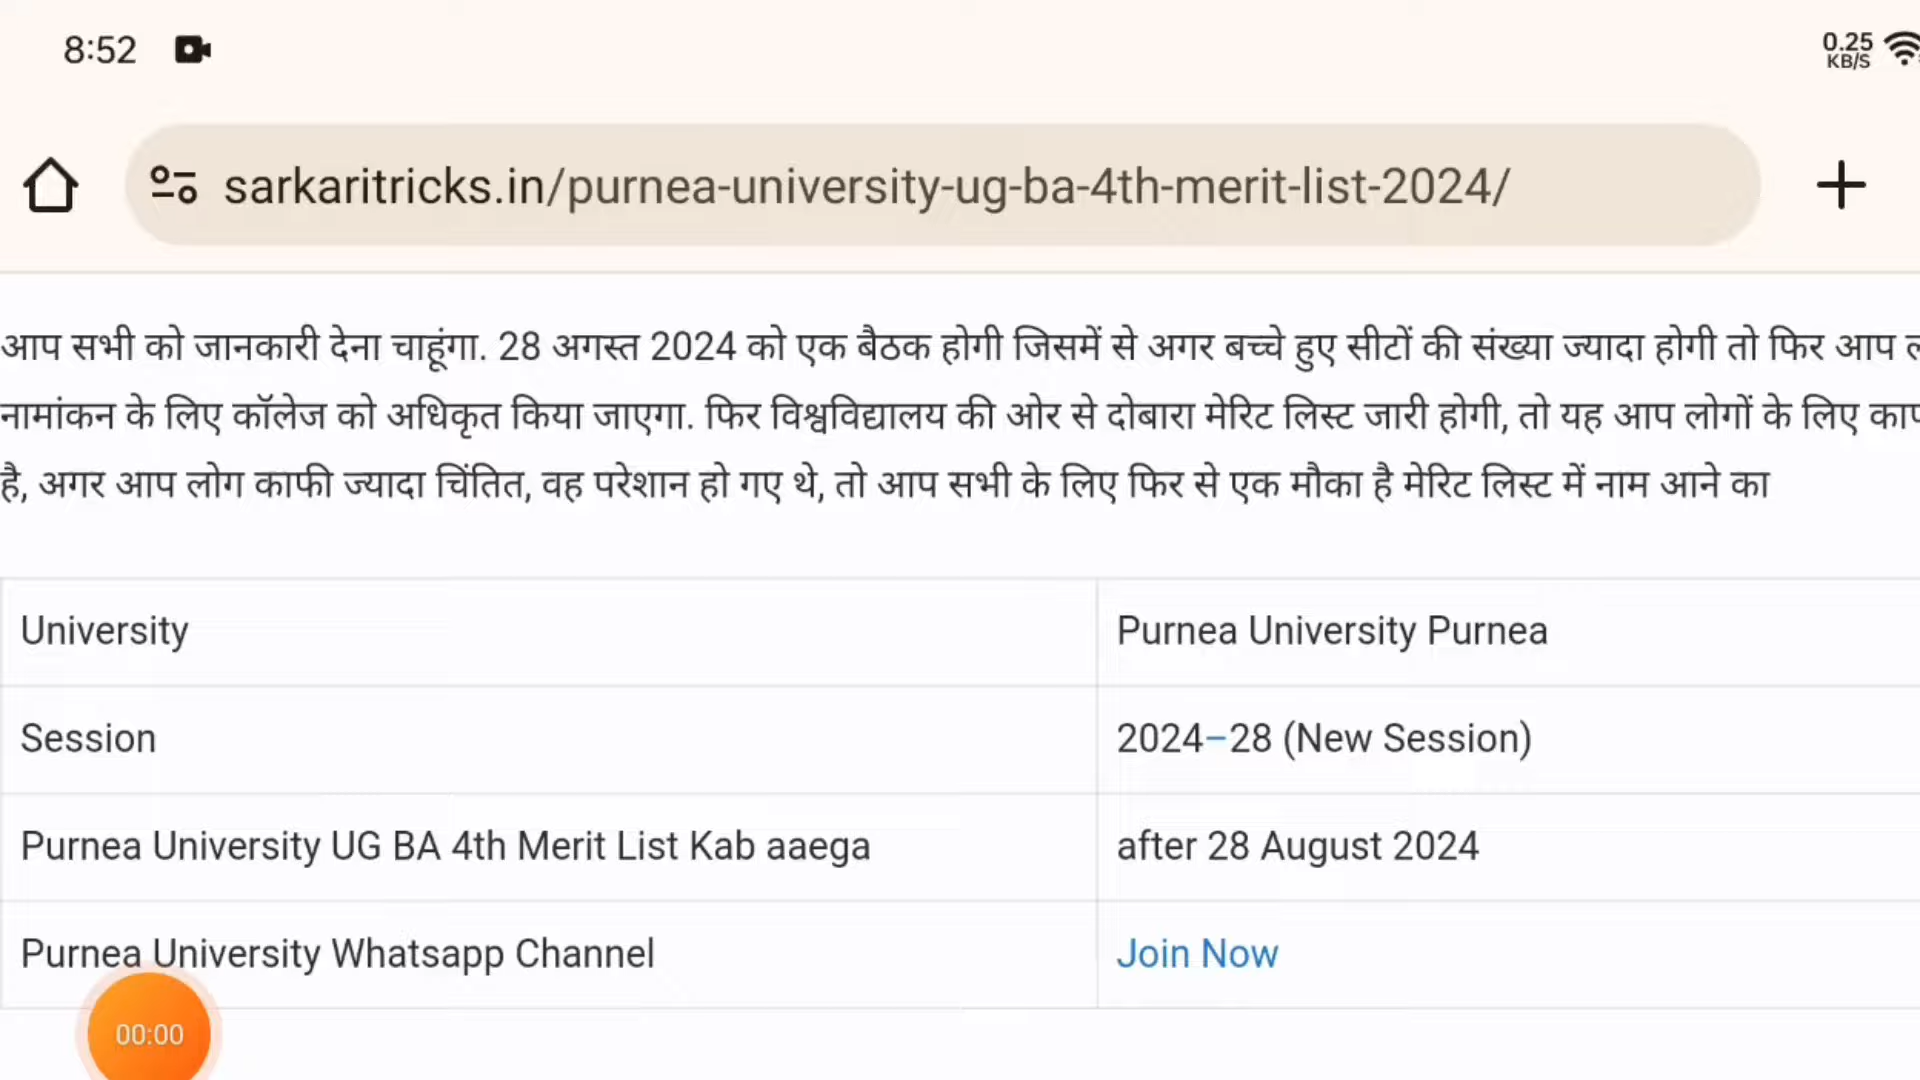 8:52
0.25
KB/S
sarkaritricks.in/purnea-university-ug-ba-4th-merit-list-2024/
आप सभी को जानकारी देना चाहूंगा. 28 अगस्त 2024 को एक बैठक होगी जिसमें से अगर बच्चे हुए सीटों की संख्या ज्यादा होगी तो फिर आप
नामांकन के लिए कॉलेज को अधिकृत किया जाएगा. फिर विश्वविद्यालय की ओर से दोबारा मेरिट लिस्ट जारी होगी, तो यह आप लोगों के लिए
है, अगर आप लोग काफी ज्यादा चिंतित, वह परेशान हो गए थे, तो आप सभी के लिए फिर से एक मौका है मेरिट लिस्ट में नाम आने का
University Purnea University Purnea
Session 2024–28 (New Session)
Purnea University UG BA 4th Merit List Kab aaega after 28 August 2024
Purnea University Whatsapp Channel Join Now
00:00